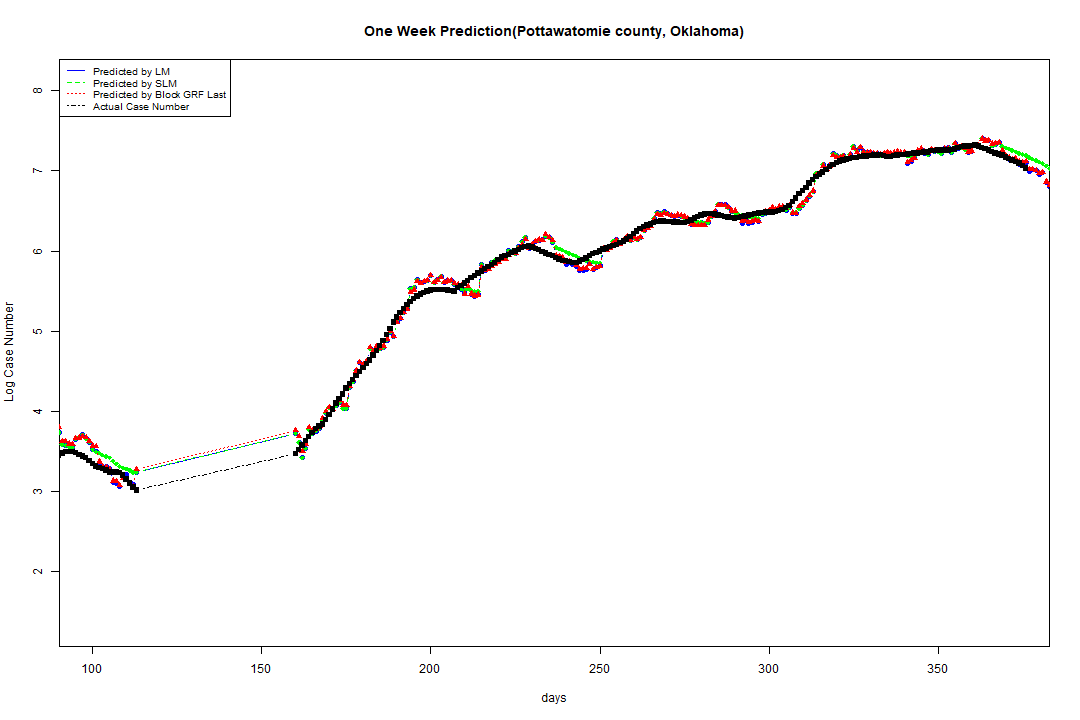 One Week Prediction(Pottawatomie county, Oklahoma)
Predicted by LM
Predicted by SLM
Predicted by Block GRF Last
Actual Case Number
8
7
6
5
4
3
2
Log Case Number
100 150 200 250 300 350
days